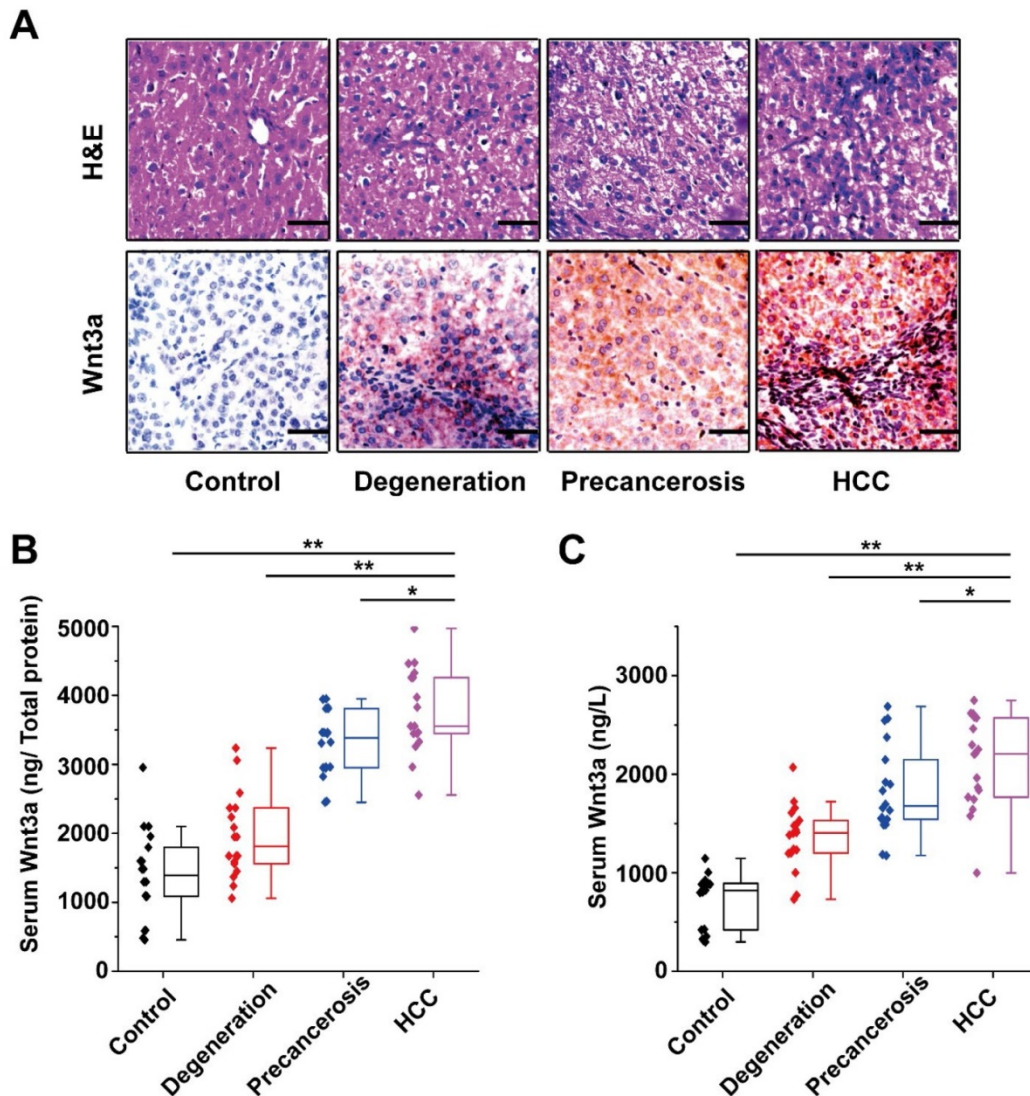 A
H&E
Wnt3a
Control Degeneration Precancerosis HCC
B
**
**
*
Serum Wnt3a (ng/ Total protein)
5000
4000
3000
2000
1000
0
Control
Degeneration
Precancerosis
HCC
C
**
**
*
Serum Wnt3a (ng/L)
3000
2000
1000
0
Control
Degeneration
Precancerosis
HCC